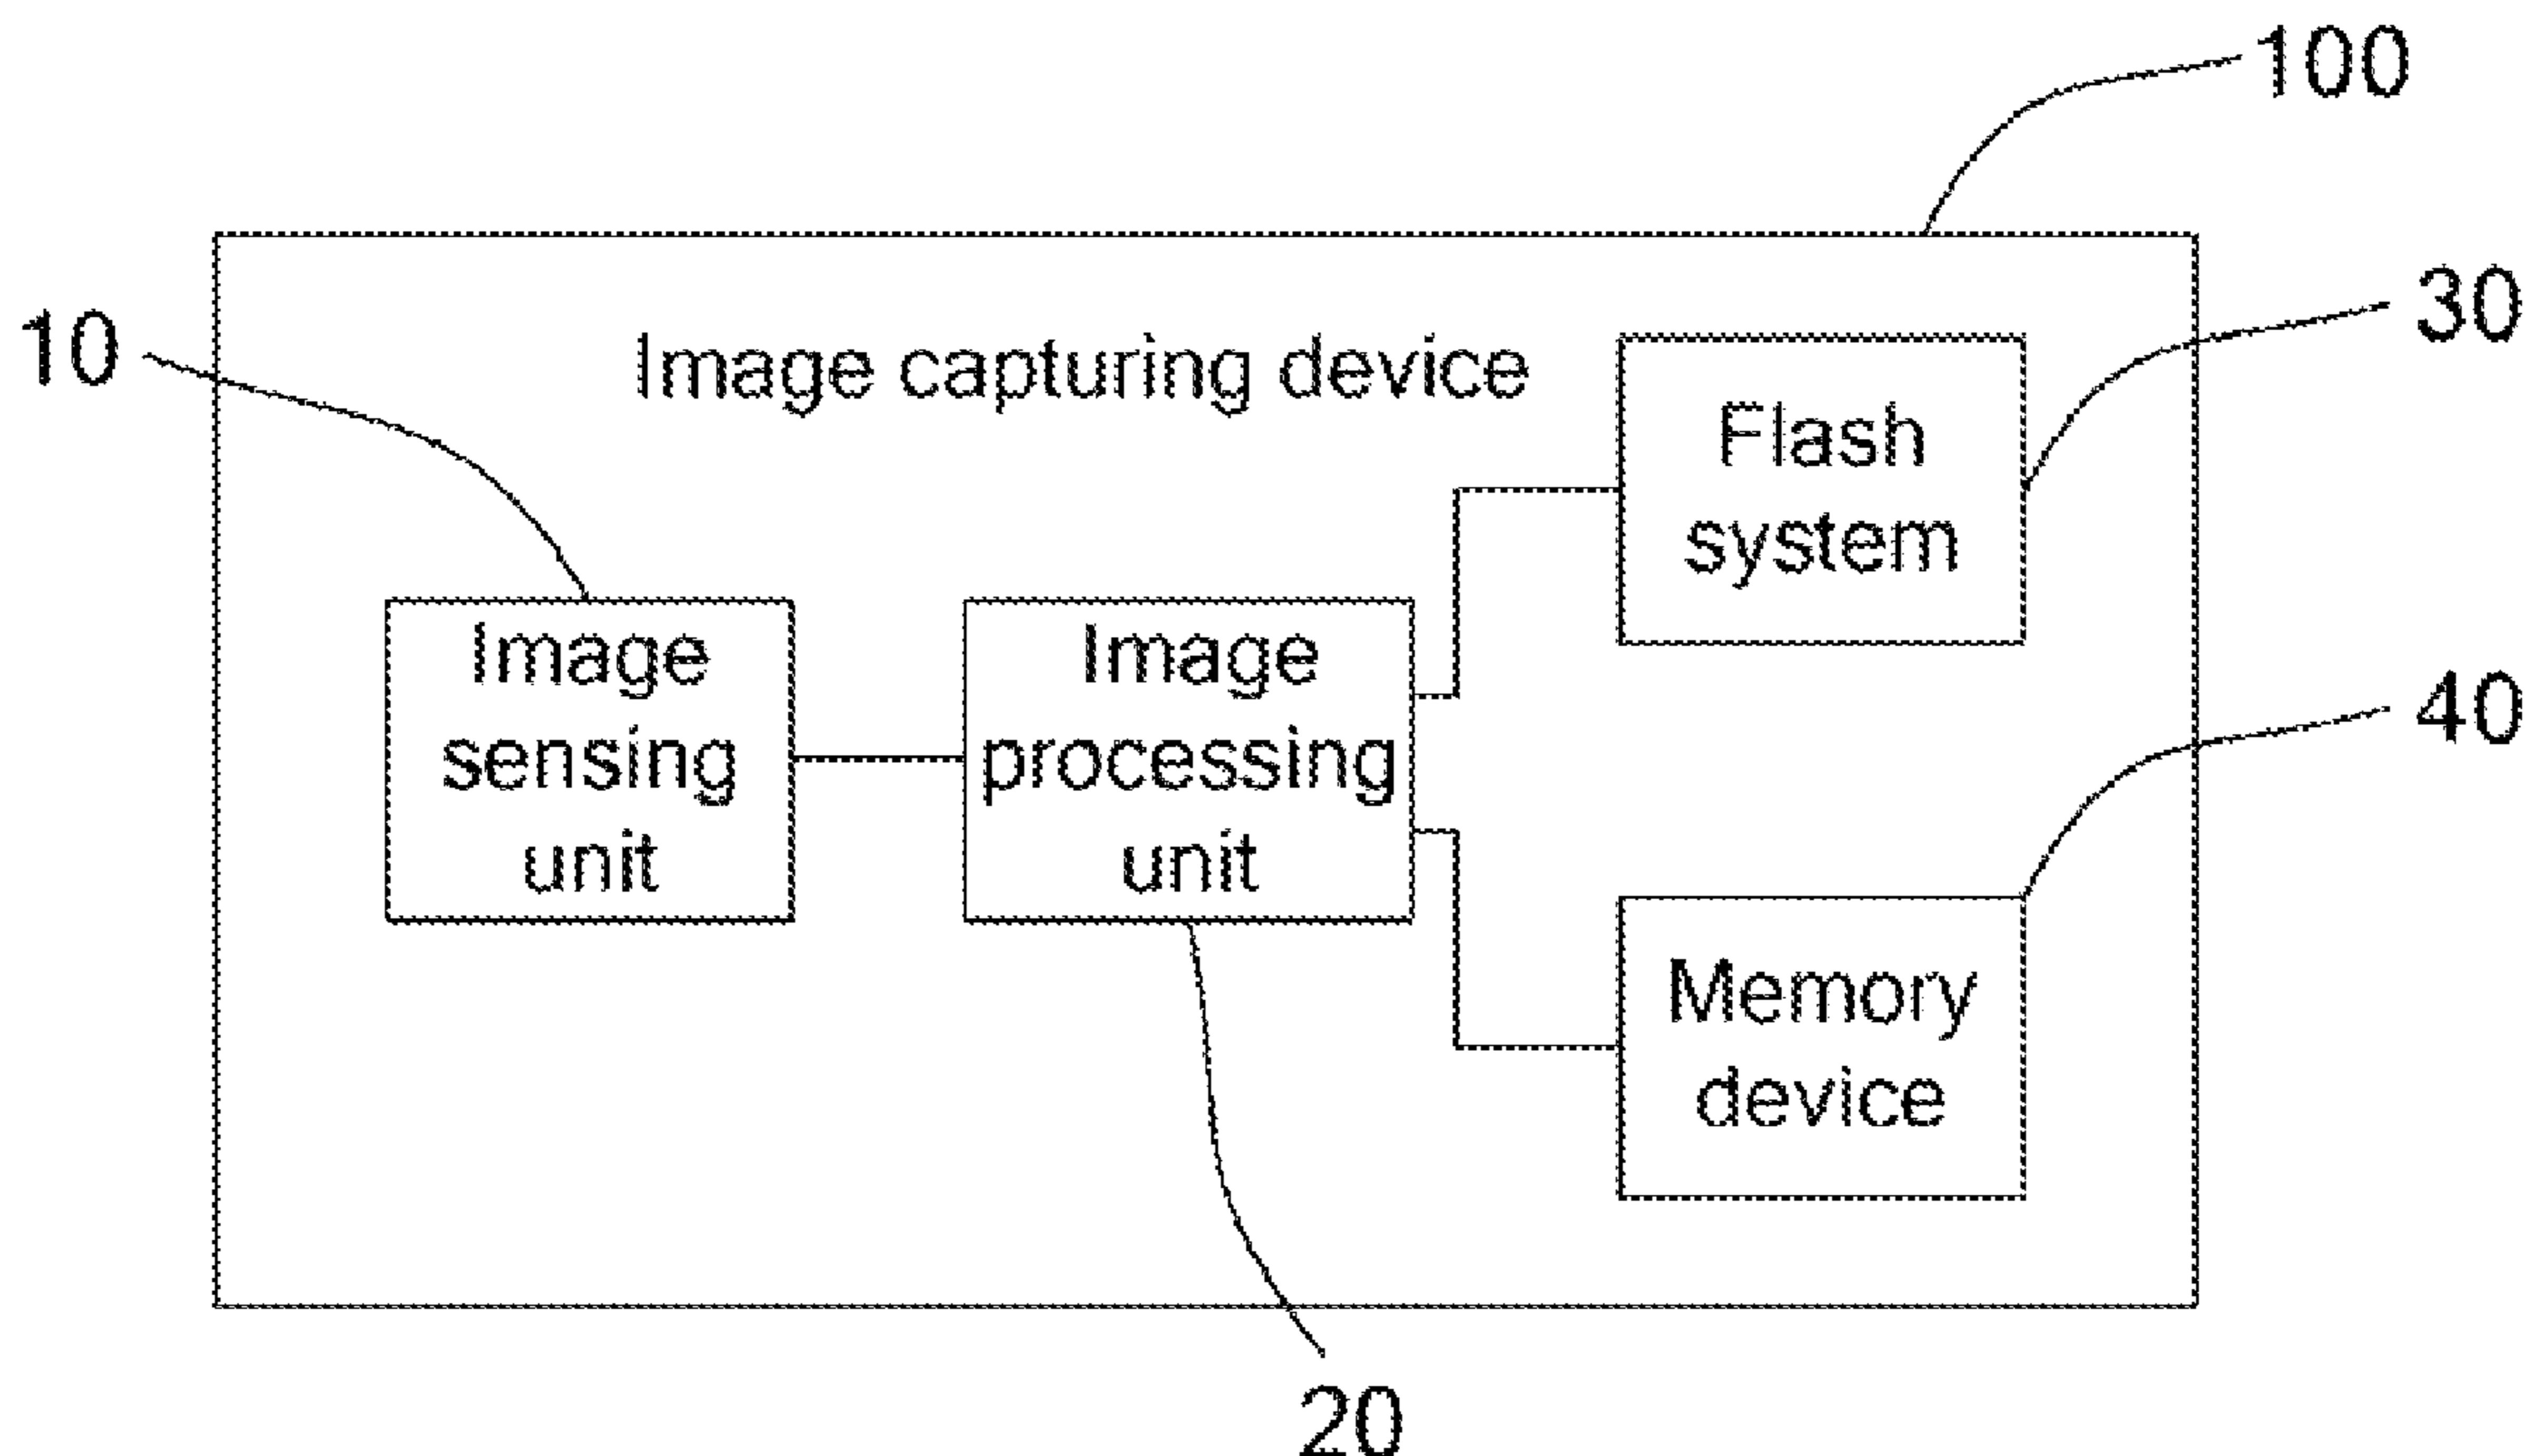 100
30
10
Image capturing device
Flash
system
Image
sensing
unit
Image
processing
unit
40
Memory
device
20